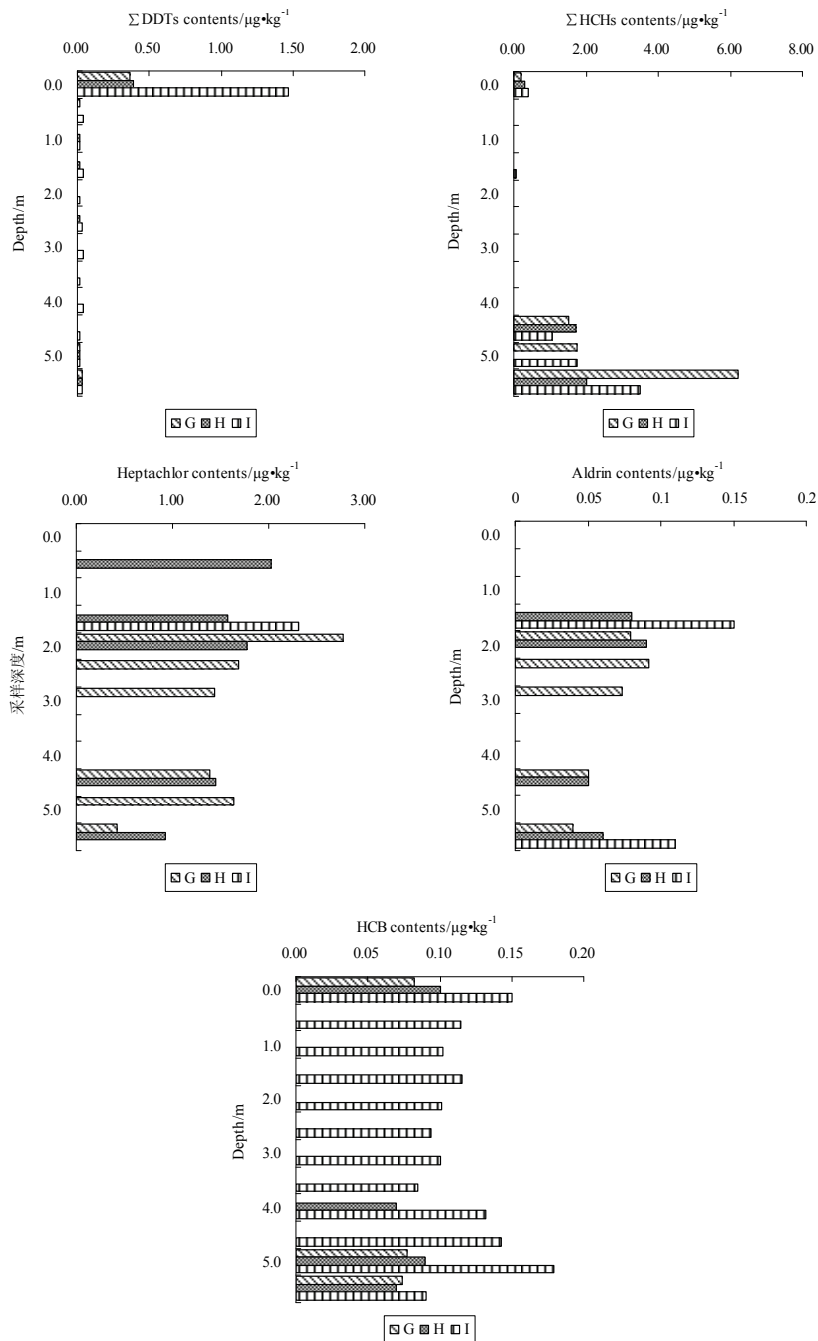 ∑DDTs contents/μg•kg⁻¹
0.00 0.50 1.00 1.50 2.00
0.0
1.0
2.0
3.0
4.0
5.0
Depth/m
G H I
∑HCHs contents/μg•kg⁻¹
0.00 2.00 4.00 6.00 8.00
0.0
1.0
2.0
3.0
4.0
5.0
Depth/m
G H I
Heptachlor contents/μg•kg⁻¹
0.00 1.00 2.00 3.00
0.0
1.0
2.0
3.0
4.0
5.0
采样深度/m
G H I
Aldrin contents/μg•kg⁻¹
0 0.05 0.1 0.15 0.2
0.0
1.0
2.0
3.0
4.0
5.0
Depth/m
G H I
HCB contents/μg•kg⁻¹
0.00 0.05 0.10 0.15 0.20
0.0
1.0
2.0
3.0
4.0
5.0
Depth/m
G H I